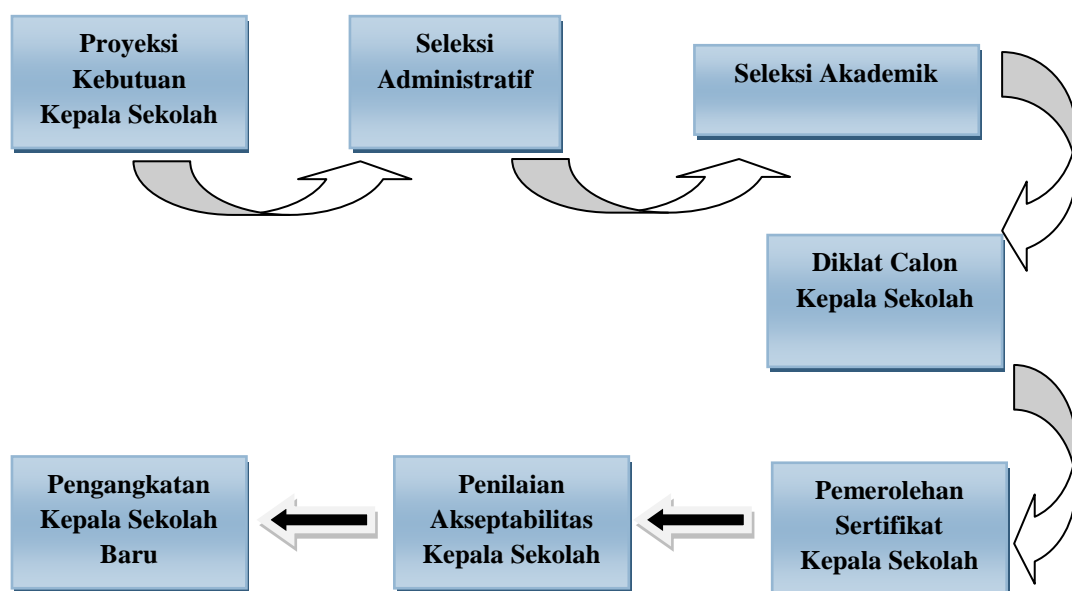 Proyeksi
Kebutuan
Kepala Sekolah
Seleksi
Administratif
Seleksi Akademik
Diklat Calon
Kepala Sekolah
Pemerolehan
Sertifikat
Kepala Sekolah
Penilaian
Akseptabilitas
Kepala Sekolah
Pengangkatan
Kepala Sekolah
Baru